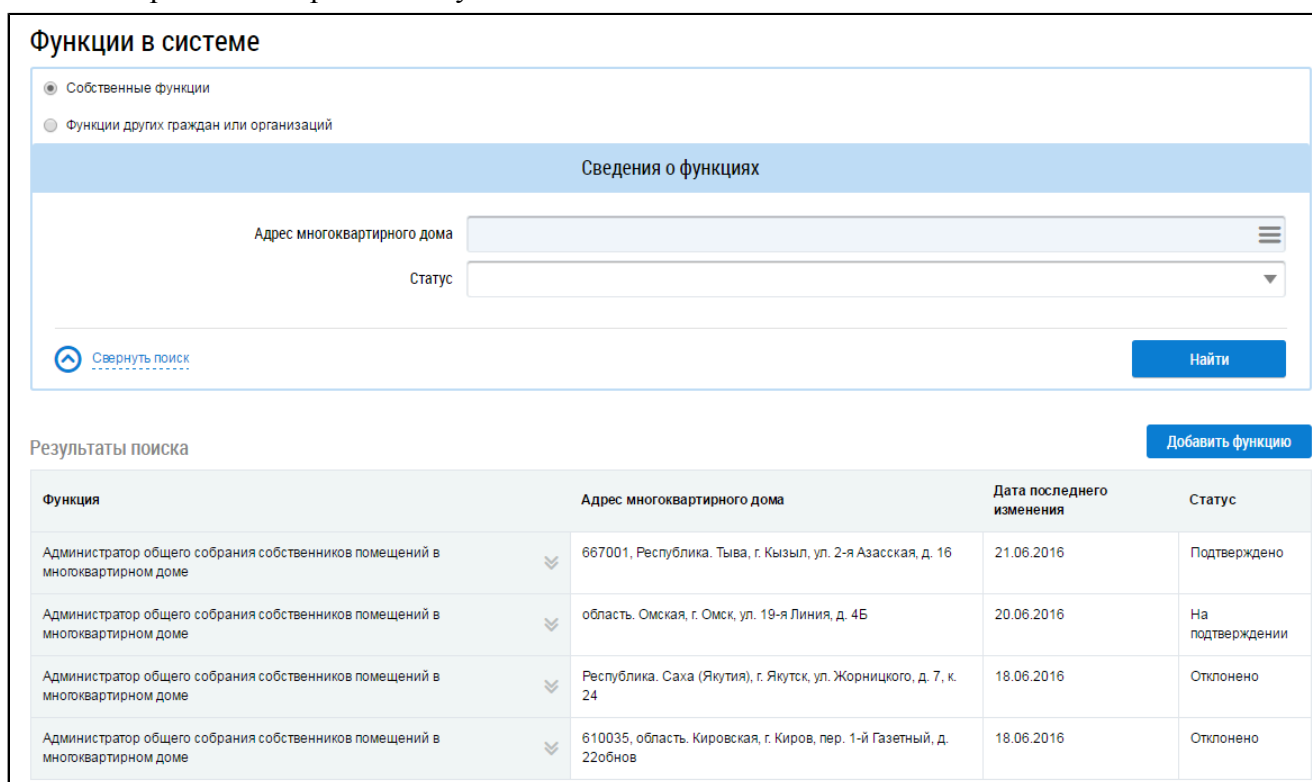 Функции в системе
Собственные функции
Функции других граждан или организаций
Сведения о функциях
Адрес многоквартирного дома
Статус
Свернуть поиск
Найти
Результаты поиска
Добавить функцию
Функция
Адрес многоквартирного дома
Дата последнего
изменения
Статус
Администратор общего собрания собственников помещений в
многоквартирном доме
667001, Республика. Тыва, г. Кызыл, ул. 2-я Азасская, д. 16
21.06.2016
Подтверждено
Администратор общего собрания собственников помещений в
многоквартирном доме
область. Омская, г. Омск, ул. 19-я Линия, д. 4Б
20.06.2016
На
подтверждении
Администратор общего собрания собственников помещений в
многоквартирном доме
Республика. Саха (Якутия), г. Якутск, ул. Жорницкого, д. 7, к.
24
18.06.2016
Отклонено
Администратор общего собрания собственников помещений в
многоквартирном доме
610035, область. Кировская, г. Киров, пер. 1-й Газетный, д.
22обнов
18.06.2016
Отклонено